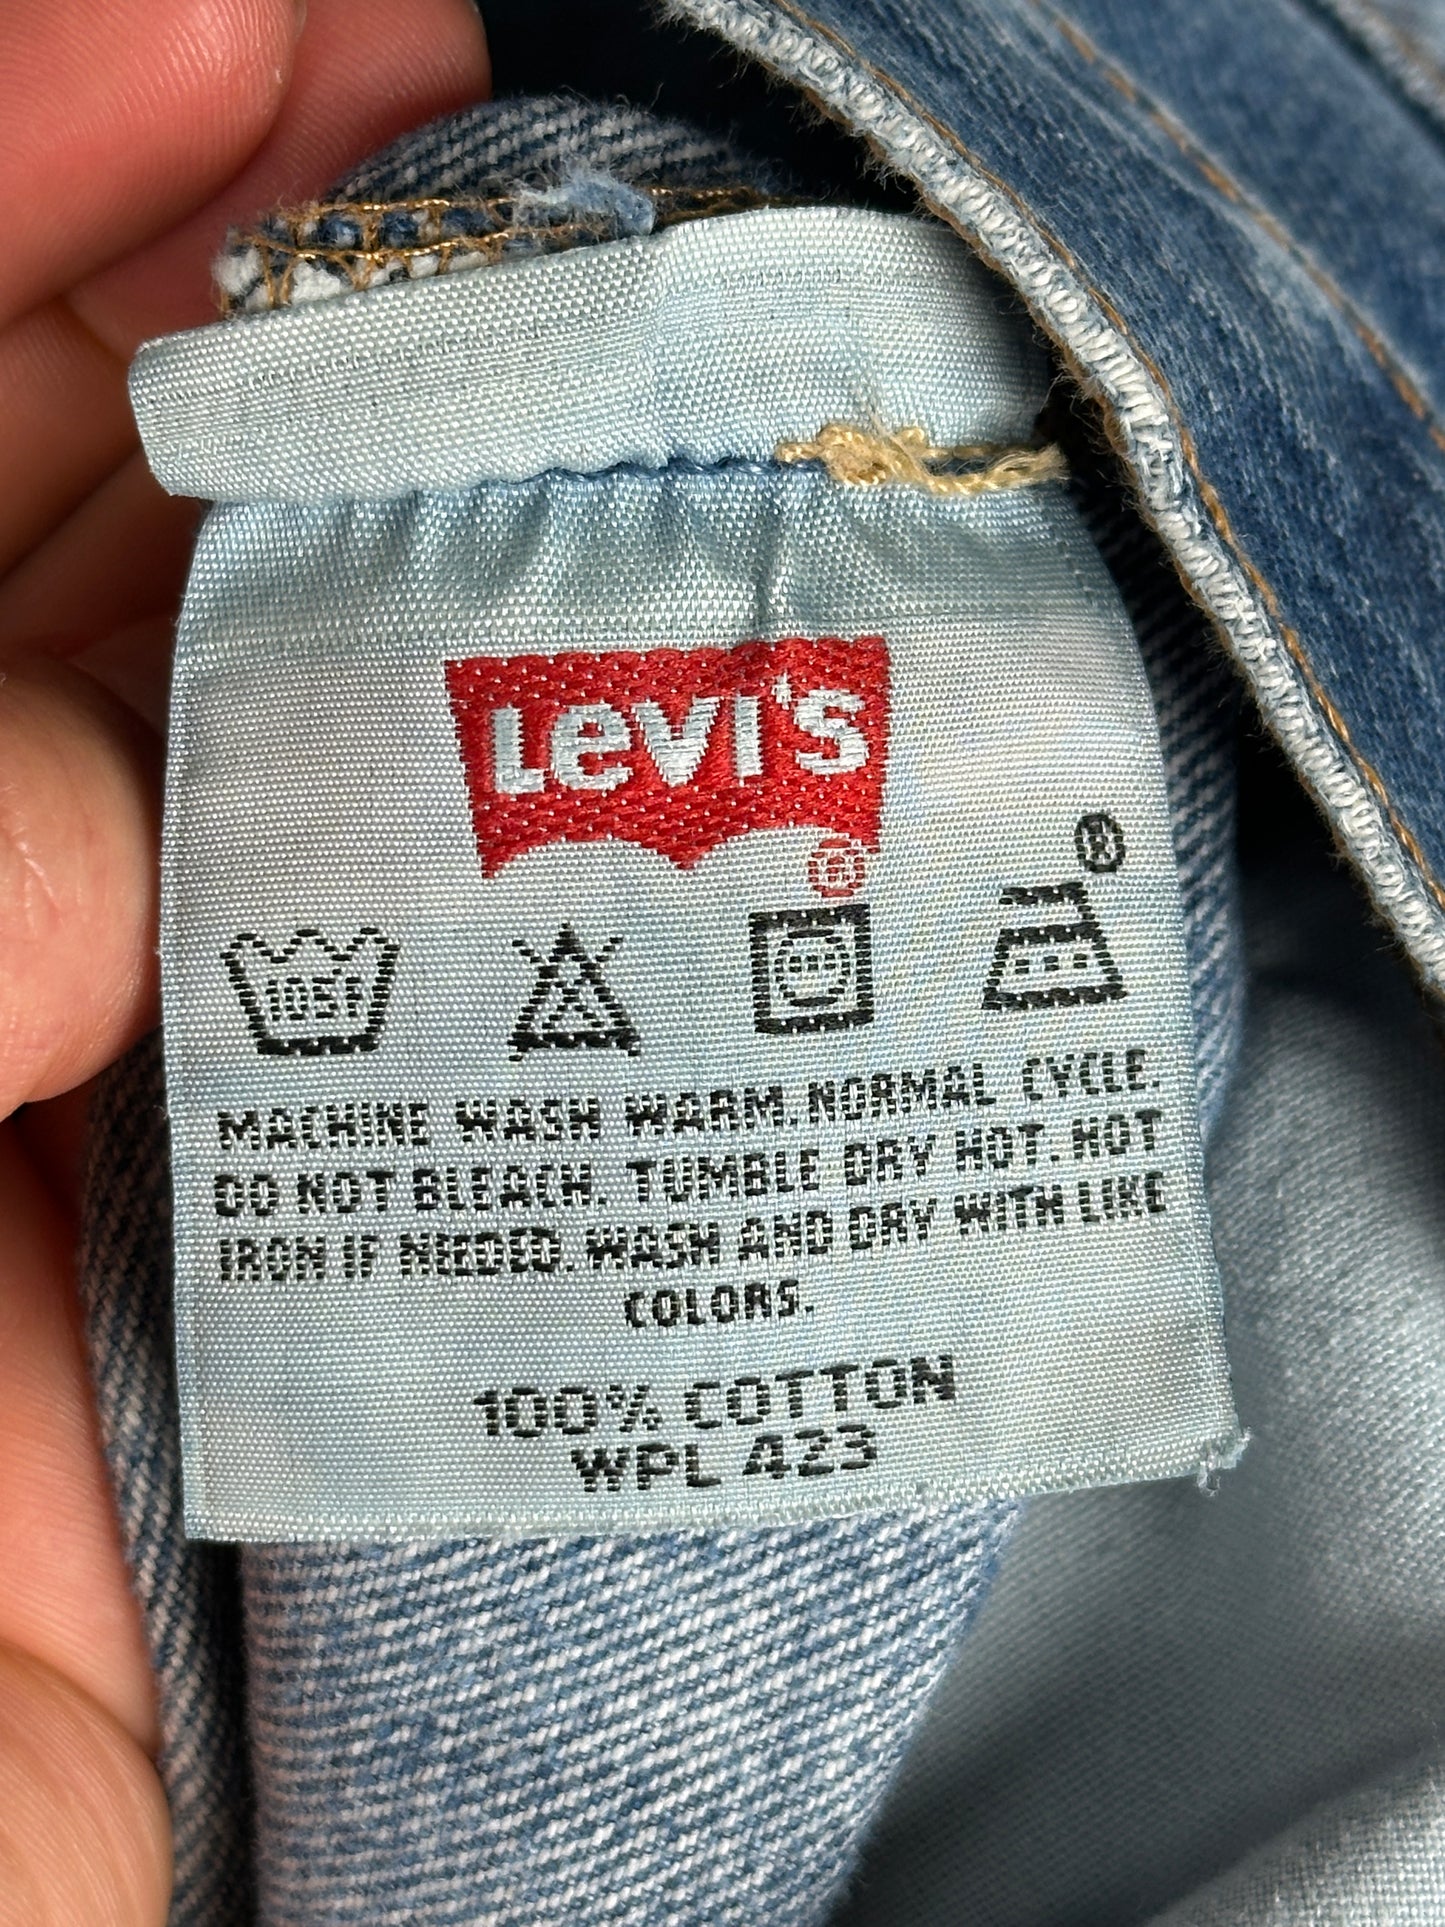 Levi's
®
®
105F
MACHINE WASH WARM. NORMAL CYCLE.
DO NOT BLEACH. TUMBLE DRY HOT. HOT
IRON IF NEEDED. WASH AND DRY WITH LIKE
COLORS.
100% COTTON
WPL 423